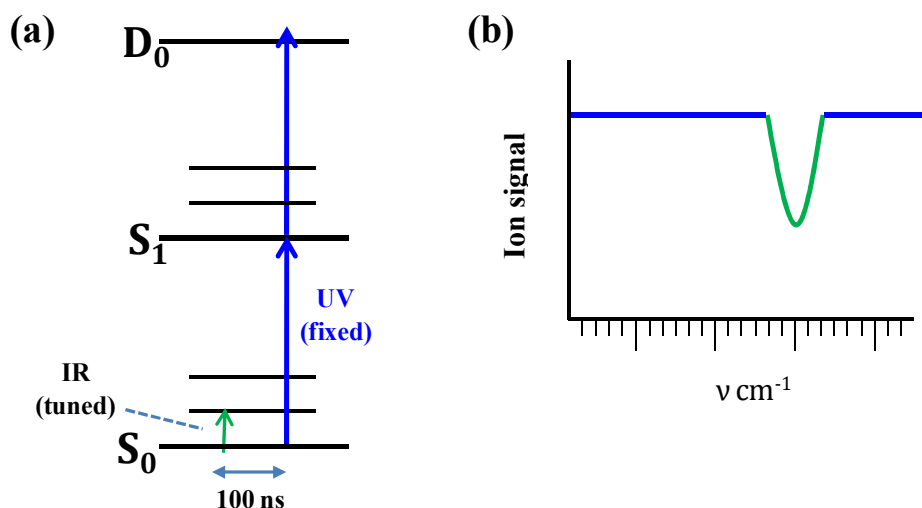 (a)
D0
S1
UV
(fixed)
IR
(tuned)
S0
100 ns
(b)
Ion signal
ν cm-1